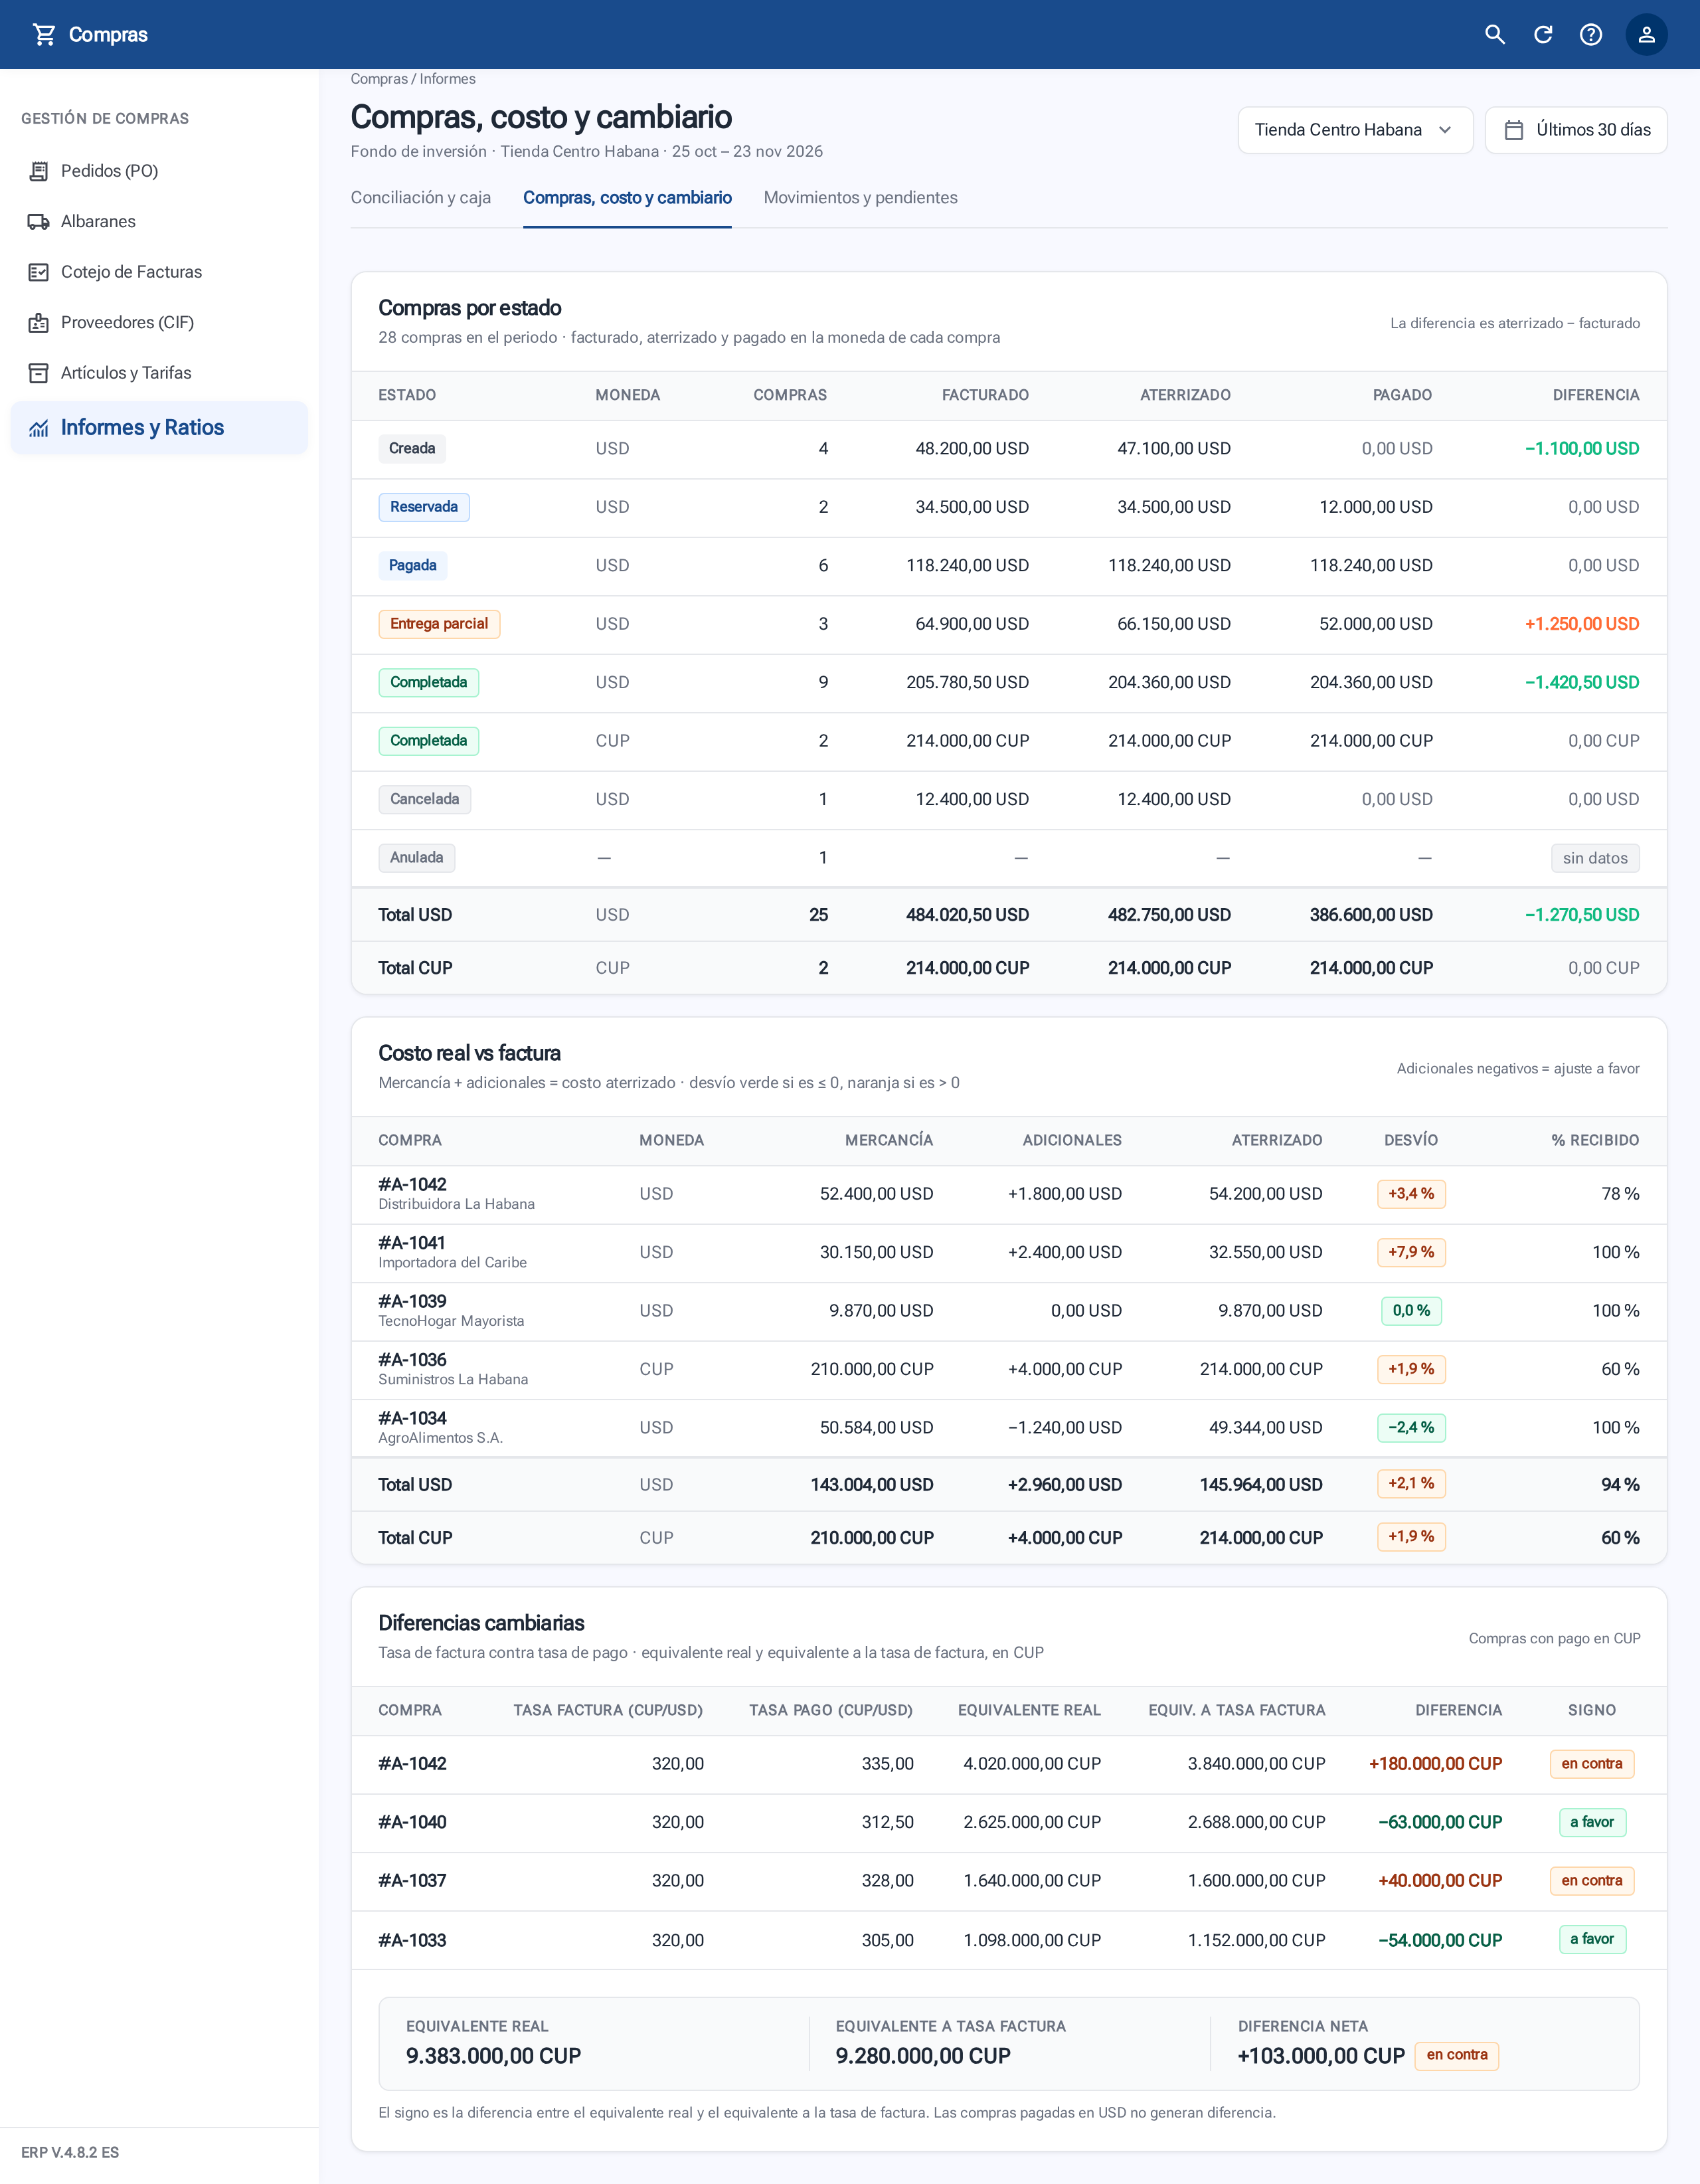 Compras
GESTIÓN DE COMPRAS
Pedidos (PO)
Albaranes
Cotejo de Facturas
Proveedores (CIF)
Artículos y Tarifas
Informes y Ratios
ERP V.4.8.2 ES
Compras / Informes
Compras, costo y cambiario
Fondo de inversión · Tienda Centro Habana · 25 oct – 23 nov 2026
Tienda Centro Habana
Últimos 30 días
Conciliación y caja Compras, costo y cambiario Movimientos y pendientes
Compras por estado
28 compras en el periodo · facturado, aterrizado y pagado en la moneda de cada compra
La diferencia es aterrizado – facturado
ESTADO MONEDA COMPRAS FACTURADO ATERRIZADO PAGADO DIFERENCIA
Creada USD 4 48.200,00 USD 47.100,00 USD 0,00 USD −1.100,00 USD
Reservada USD 2 34.500,00 USD 34.500,00 USD 12.000,00 USD 0,00 USD
Pagada USD 6 118.240,00 USD 118.240,00 USD 118.240,00 USD 0,00 USD
Entrega parcial USD 3 64.900,00 USD 66.150,00 USD 52.000,00 USD +1.250,00 USD
Completada USD 9 205.780,50 USD 204.360,00 USD 204.360,00 USD −1.420,50 USD
Completada CUP 2 214.000,00 CUP 214.000,00 CUP 214.000,00 CUP 0,00 CUP
Cancelada USD 1 12.400,00 USD 12.400,00 USD 0,00 USD 0,00 USD
Anulada — 1 — — — sin datos
Total USD USD 25 484.020,50 USD 482.750,00 USD 386.600,00 USD −1.270,50 USD
Total CUP CUP 2 214.000,00 CUP 214.000,00 CUP 214.000,00 CUP 0,00 CUP
Costo real vs factura
Mercancía + adicionales = costo aterrizado · desvío verde si es ≤ 0, naranja si es > 0
Adicionales negativos = ajuste a favor
COMPRA MONEDA MERCANCÍA ADICIONALES ATERRIZADO DESVÍO % RECIBIDO
#A-1042 USD 52.400,00 USD +1.800,00 USD 54.200,00 USD +3,4 % 78 %
Distribuidora La Habana
#A-1041 USD 30.150,00 USD +2.400,00 USD 32.550,00 USD +7,9 % 100 %
Importadora del Caribe
#A-1039 USD 9.870,00 USD 0,00 USD 9.870,00 USD 0,0 % 100 %
TecnoHogar Mayorista
#A-1036 CUP 210.000,00 CUP +4.000,00 CUP 214.000,00 CUP +1,9 % 60 %
Suministros La Habana
#A-1034 USD 50.584,00 USD −1.240,00 USD 49.344,00 USD −2,4 % 100 %
AgroAlimentos S.A.
Total USD USD 143.004,00 USD +2.960,00 USD 145.964,00 USD +2,1 % 94 %
Total CUP CUP 210.000,00 CUP +4.000,00 CUP 214.000,00 CUP +1,9 % 60 %
Diferencias cambiarias
Tasa de factura contra tasa de pago · equivalente real y equivalente a la tasa de factura, en CUP
Compras con pago en CUP
COMPRA TASA FACTURA (CUP/USD) TASA PAGO (CUP/USD) EQUIVALENTE REAL EQUIV. A TASA FACTURA DIFERENCIA SIGNO
#A-1042 320,00 335,00 4.020.000,00 CUP 3.840.000,00 CUP +180.000,00 CUP en contra
#A-1040 320,00 312,50 2.625.000,00 CUP 2.688.000,00 CUP −63.000,00 CUP a favor
#A-1037 320,00 328,00 1.640.000,00 CUP 1.600.000,00 CUP +40.000,00 CUP en contra
#A-1033 320,00 305,00 1.098.000,00 CUP 1.152.000,00 CUP −54.000,00 CUP a favor
EQUIVALENTE REAL EQUIVALENTE A TASA FACTURA DIFERENCIA NETA
9.383.000,00 CUP 9.280.000,00 CUP +103.000,00 CUP en contra
El signo es la diferencia entre el equivalente real y el equivalente a la tasa de factura. Las compras pagadas en USD no generan diferencia.